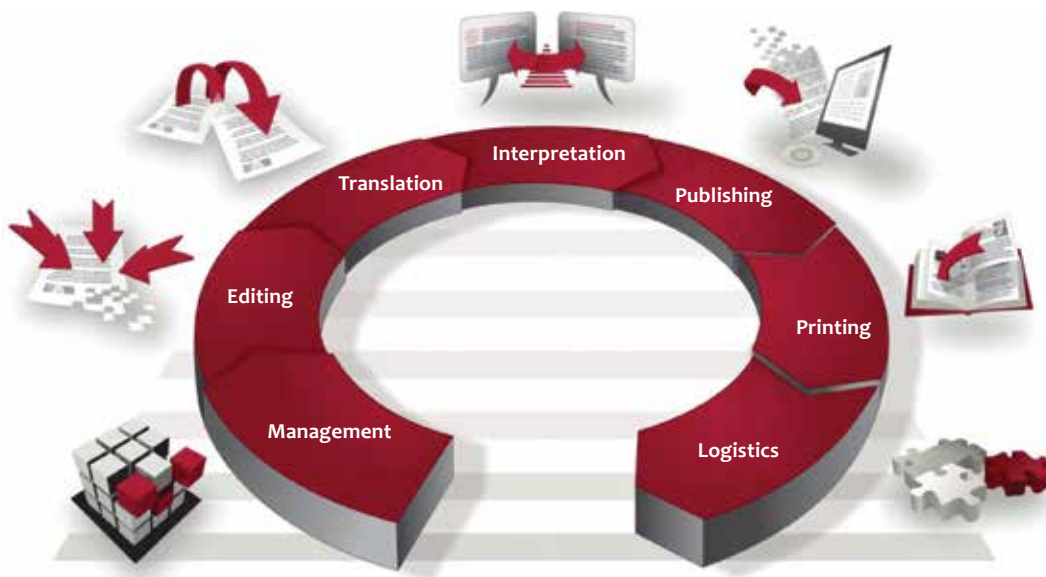 Interpretation
Translation
Publishing
Editing
Printing
Management
Logistics